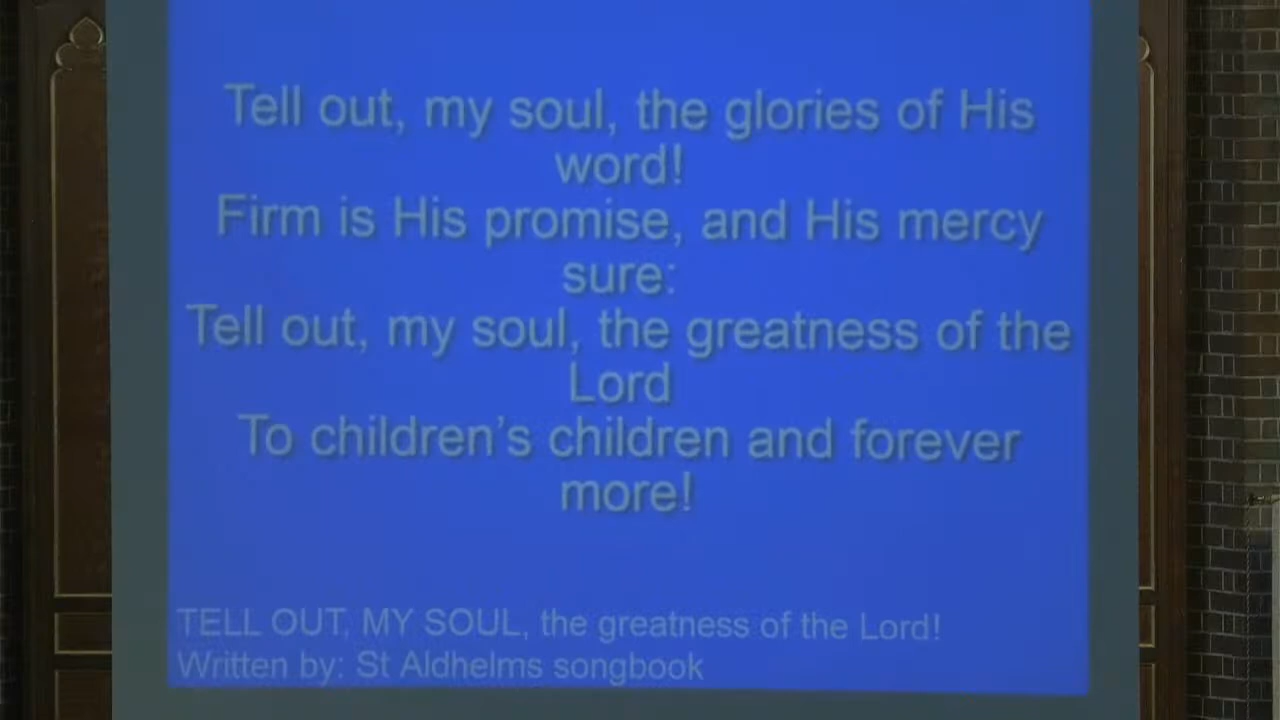 Tell out, my soul, the glories of His
word!
Firm is His promise, and His mercy
sure:
Tell out, my soul, the greatness of the
Lord
To children's children and forever
more!
TELL OUT, MY SOUL, the greatness of the Lord!
Written by: St Aldhelms songbook